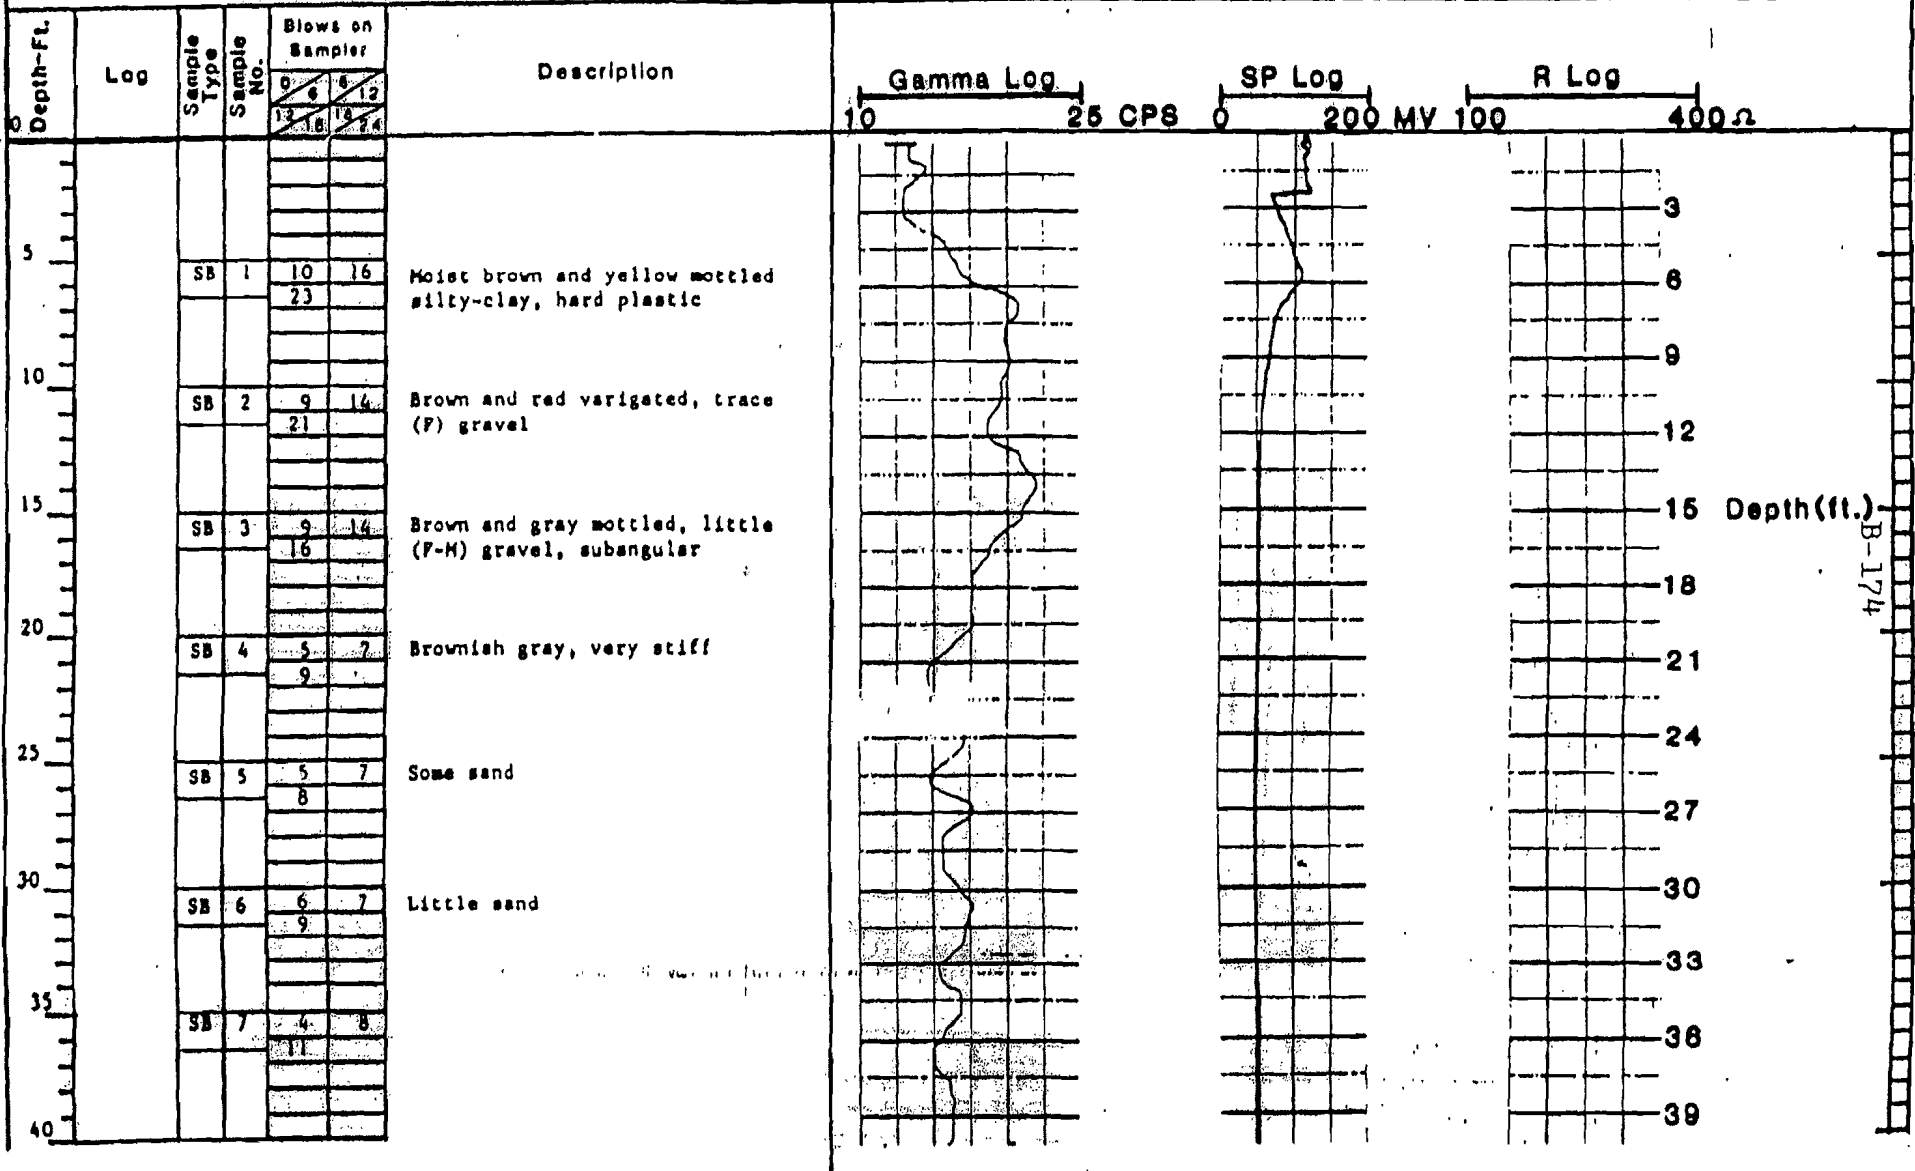 Depth-Ft.
0
Log
Sample Type
Sample No.
Blows on
Sampler
0 6
6 12
12 18
18 24
Description
Gamma Log
10 25 CPS
SP Log
0 200 MV
R Log
100 400 Ω
3
5
SB 1 10 16 Moist brown and yellow mottled
23 silty-clay, hard plastic
6
9
10
SB 2 9 14 Brown and red varigated, trace
21 (F) gravel
12
15
15 Depth(ft.)
SB 3 9 14 Brown and gray mottled, little
16 (F-M) gravel, subangular
B-174
18
20
SB 4 5 7 Brownish gray, very stiff
9
21
24
25
SB 5 5 7 Some sand
8
27
30
30
SB 6 6 7 Little sand
9
33
35
SB 7 4 8
11
38
39
40